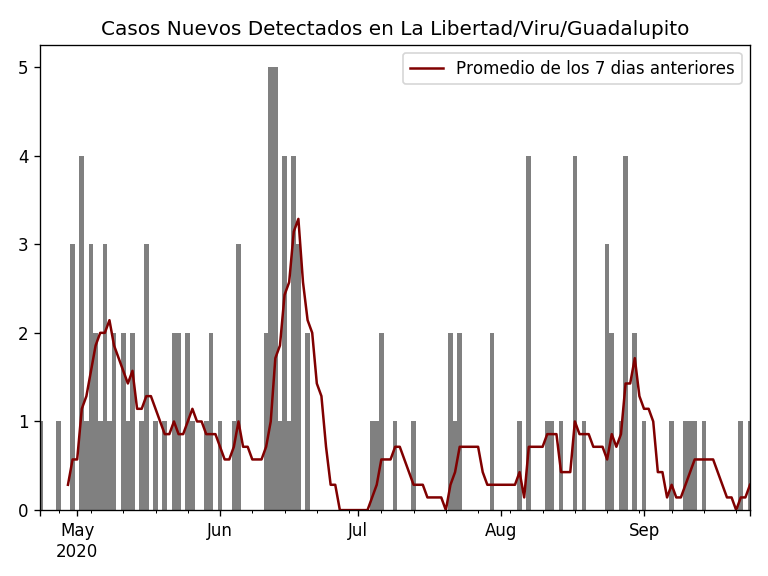 Casos Nuevos Detectados en La Libertad/Viru/Guadalupito
Promedio de los 7 dias anteriores
5
4
3
2
1
0
May Jun Jul Aug Sep
2020